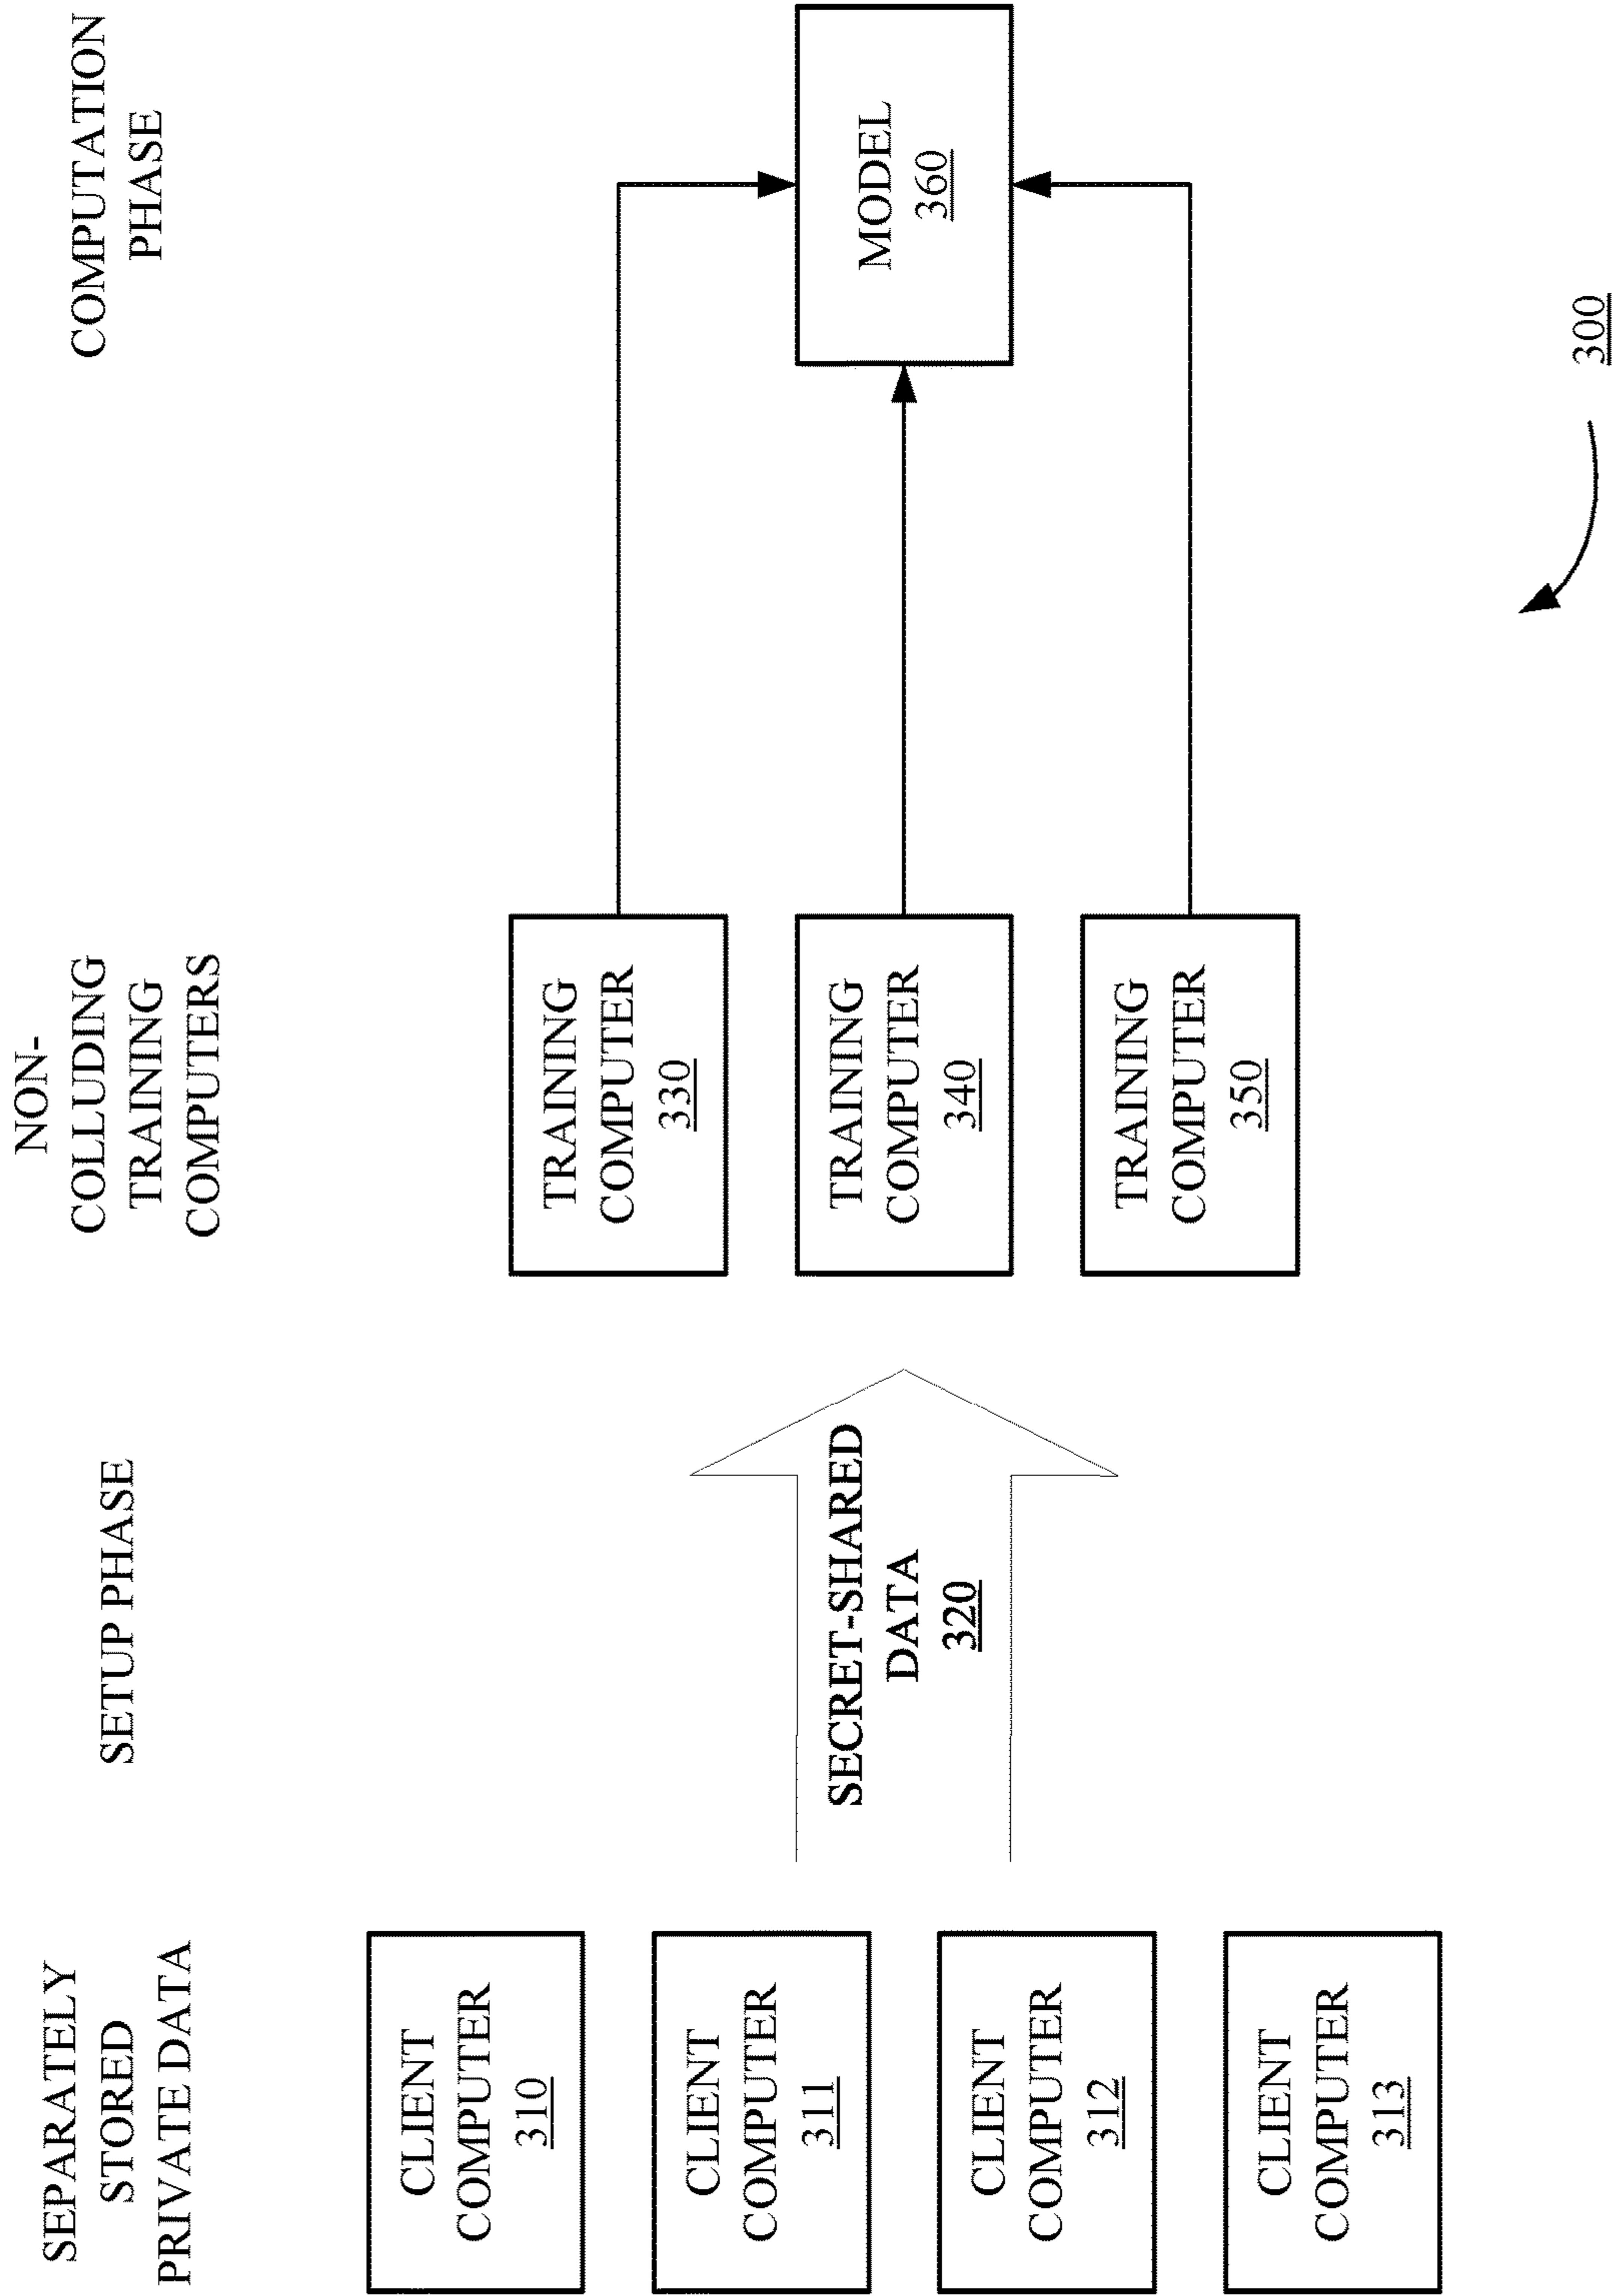 SEPARATELY
STORED
PRIVATE DATA
SETUP PHASE
NON-
COLLUDING
TRAINING
COMPUTERS
COMPUTATION
PHASE
CLIENT
COMPUTER
310
CLIENT
COMPUTER
311
CLIENT
COMPUTER
312
CLIENT
COMPUTER
313
SECRET-SHARED
DATA
320
TRAINING
COMPUTER
330
TRAINING
COMPUTER
340
TRAINING
COMPUTER
350
MODEL
360
300